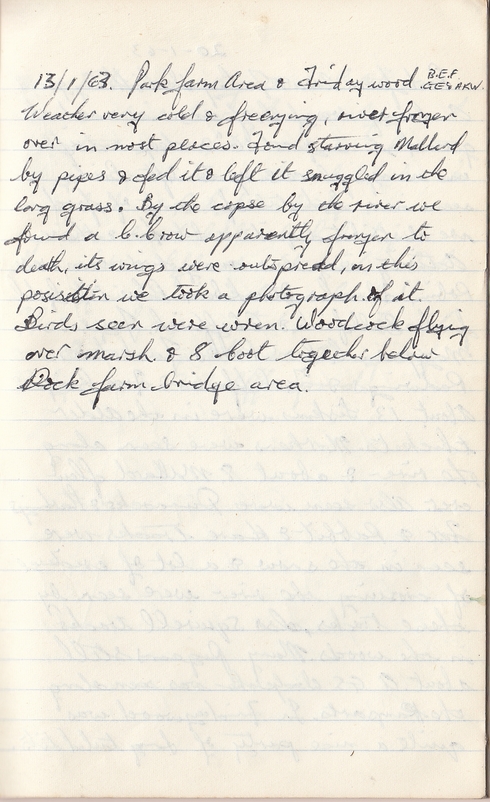 13/1/63. Park farm Area & Friday wood. B.E.F
Weather very cold & freezing, river frozen
over in most places. Found starving Mallard
by pipes & fed it & left it snuggled in the
long grass. By the copse by the river we
found a b. brow apparently frozen to
death, its wings were outspread, in this
position we took a photograph of it.
Birds seen were wren. Woodcock flying
over marsh. & 8 boot together below
Rock farm bridge area.